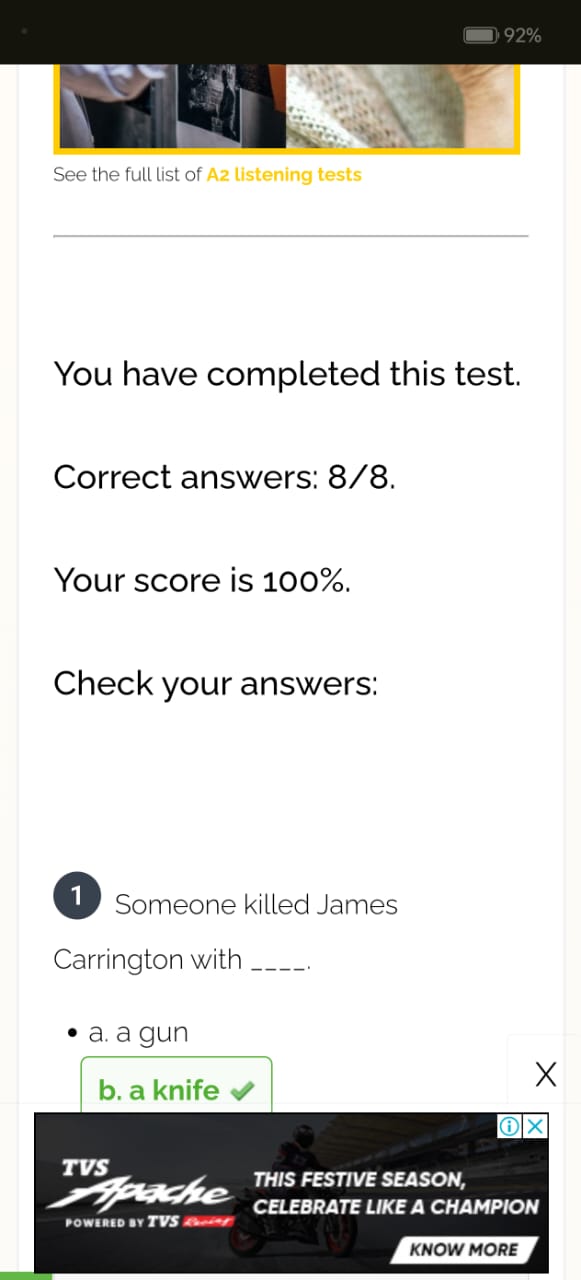 92%
See the full list of A2 listening tests
You have completed this test.
Correct answers: 8/8.
Your score is 100%.
Check your answers:
1 Someone killed James
Carrington with ____.
• a. a gun
b. a knife ✔
X
TVS
Apache
POWERED BY TVS Racing
THIS FESTIVE SEASON,
CELEBRATE LIKE A CHAMPION
KNOW MORE